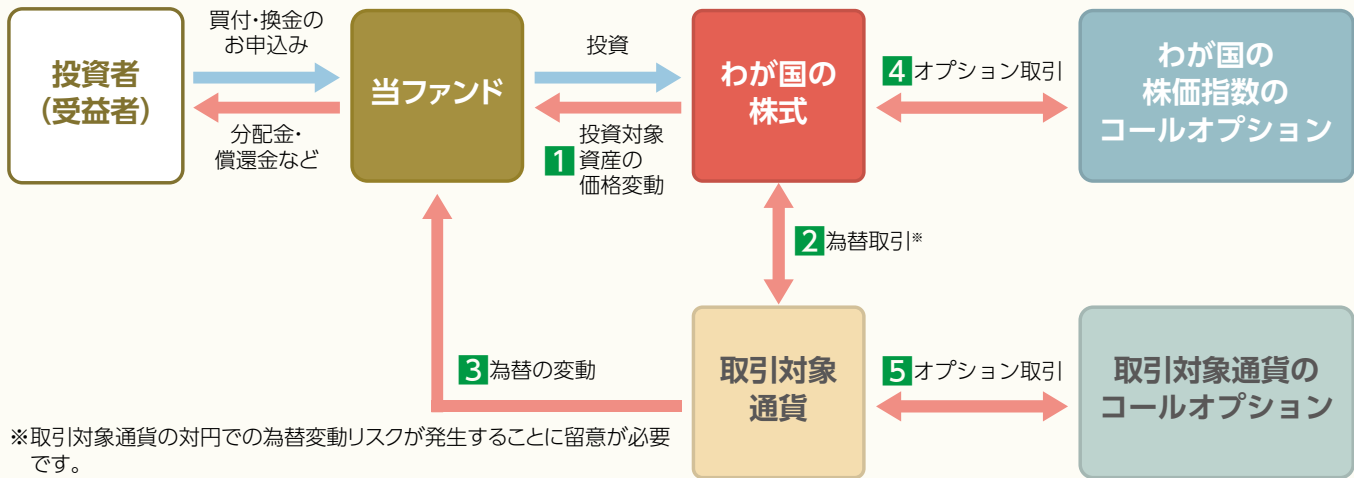 投資者
(受益者)
買付・換金の
お申込み
分配金・
償還金など
当ファンド
投資
1 投資対象
資産の
価格変動
わが国の
株式
4 オプション取引
わが国の
株価指数の
コールオプション
2 為替取引※
3 為替の変動
取引対象
通貨
5 オプション取引
取引対象通貨の
コールオプション
※取引対象通貨の対円での為替変動リスクが発生することに留意が必要
です。